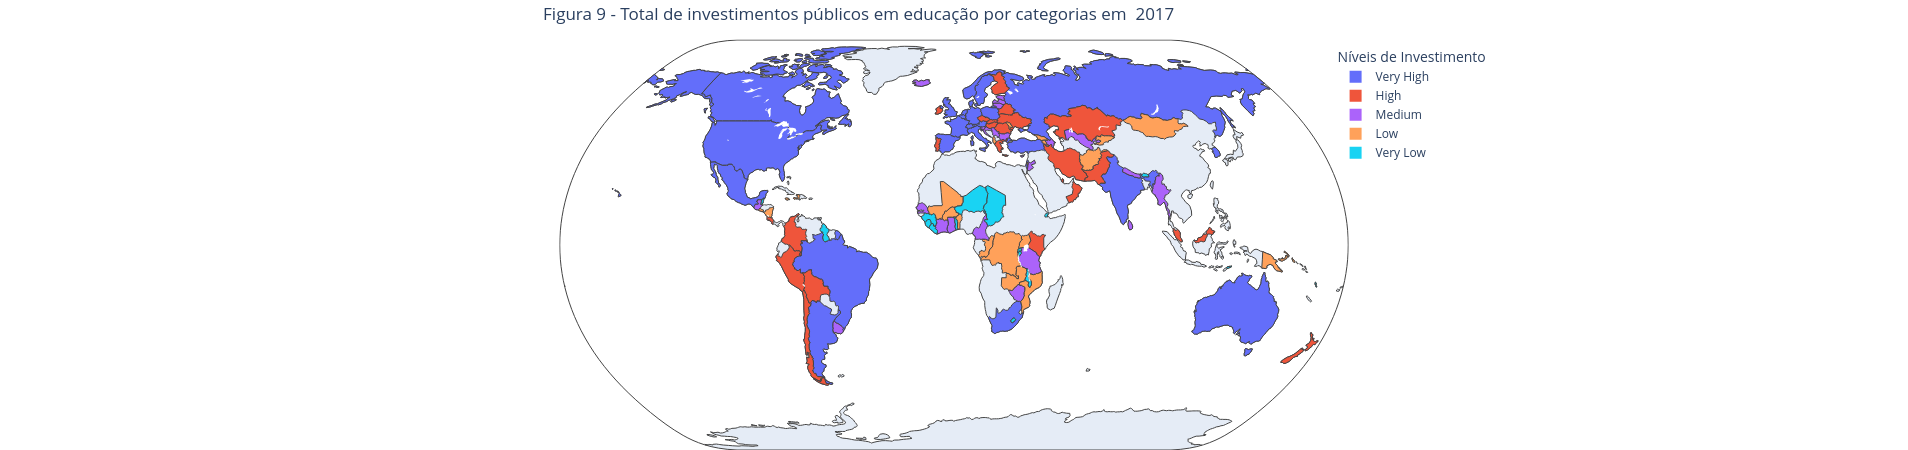 Figura 9 - Total de investimentos públicos em educação por categorias em  2017
Níveis de Investimento
Very High
High
Medium
Low
Very Low